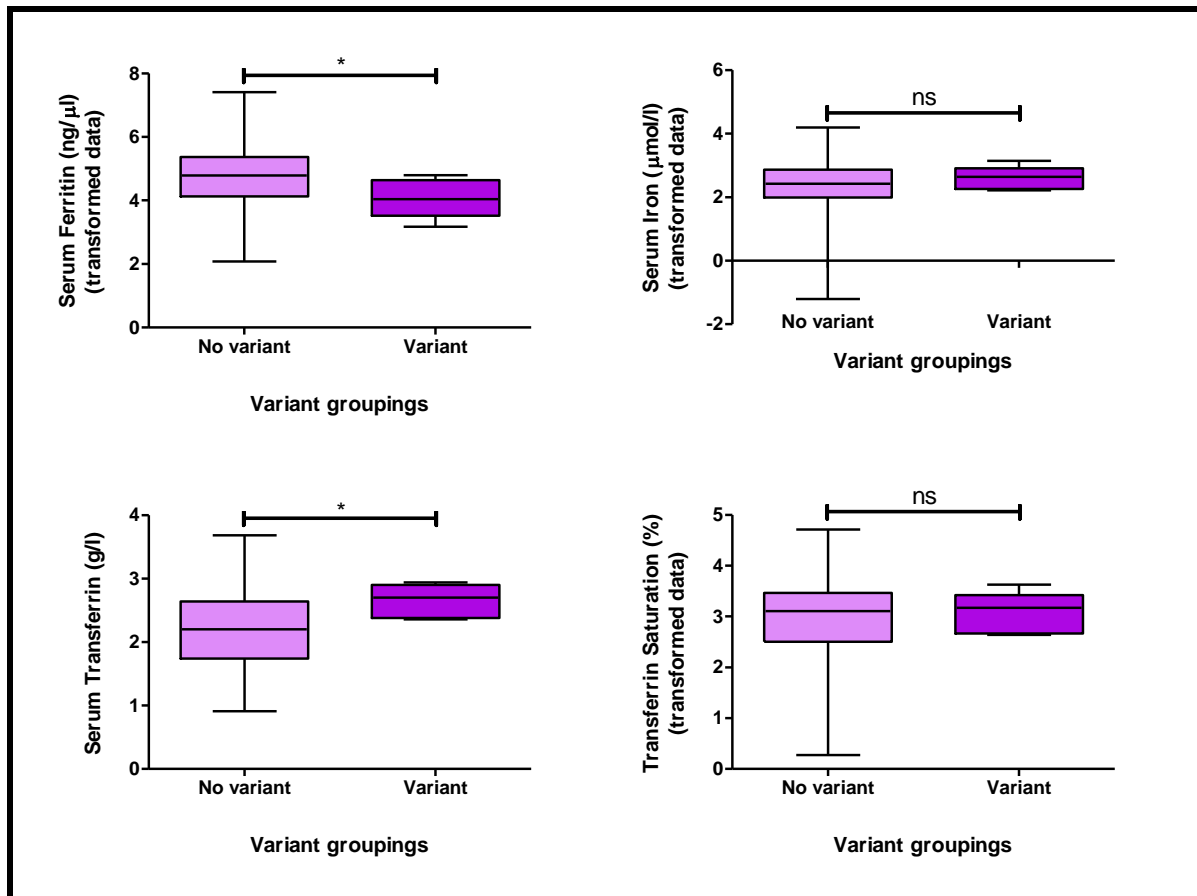 Serum Ferritin (ng/μl)
(transformed data)
8
6
4
2
0
*
No variant
Variant
Variant groupings
Serum Iron (μmol/l)
(transformed data)
6
4
2
0
-2
ns
No variant
Variant
Variant groupings
Serum Transferrin (g/l)
4
3
2
1
0
*
No variant
Variant
Variant groupings
Transferrin Saturation (%)
(transformed data)
5
4
3
2
1
0
ns
No variant
Variant
Variant groupings